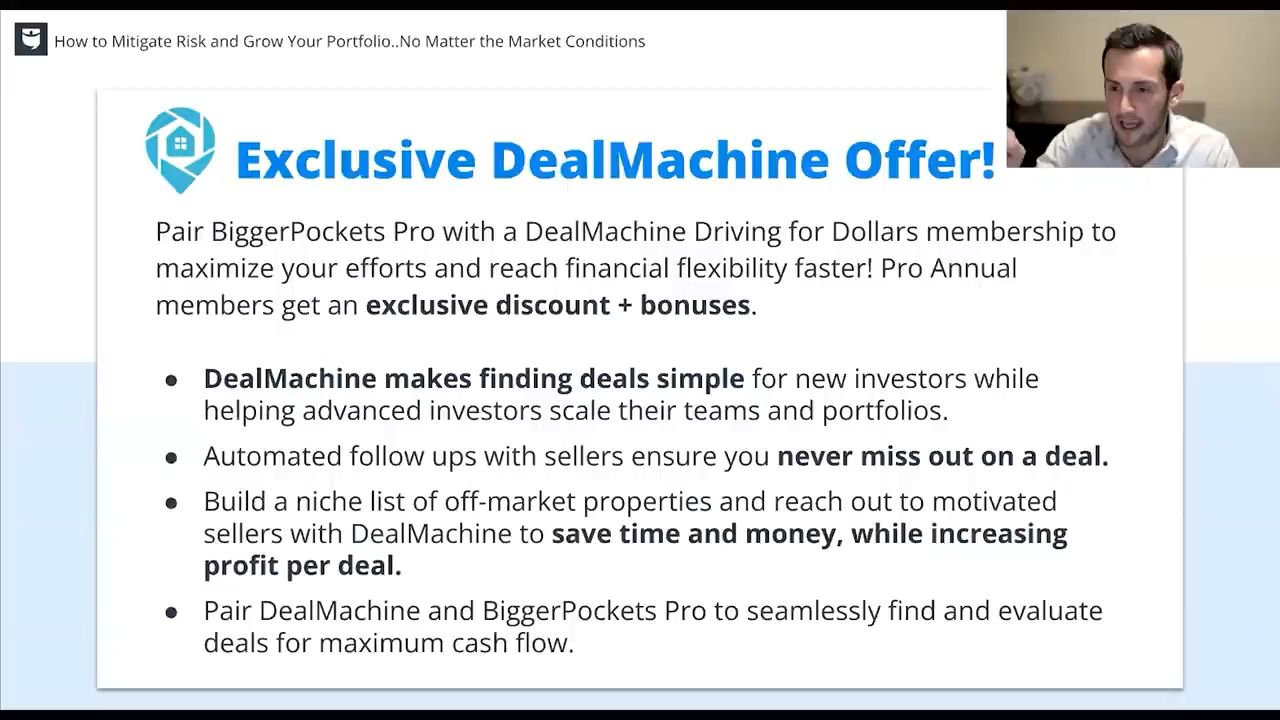 How to Mitigate Risk and Grow Your Portfolio..No Matter the Market Conditions
Exclusive DealMachine Offer!
Pair BiggerPockets Pro with a DealMachine Driving for Dollars membership to
maximize your efforts and reach financial flexibility faster! Pro Annual
members get an exclusive discount + bonuses.
● DealMachine makes finding deals simple for new investors while
helping advanced investors scale their teams and portfolios.
● Automated follow ups with sellers ensure you never miss out on a deal.
● Build a niche list of off-market properties and reach out to motivated
sellers with DealMachine to save time and money, while increasing
profit per deal.
● Pair DealMachine and BiggerPockets Pro to seamlessly find and evaluate
deals for maximum cash flow.